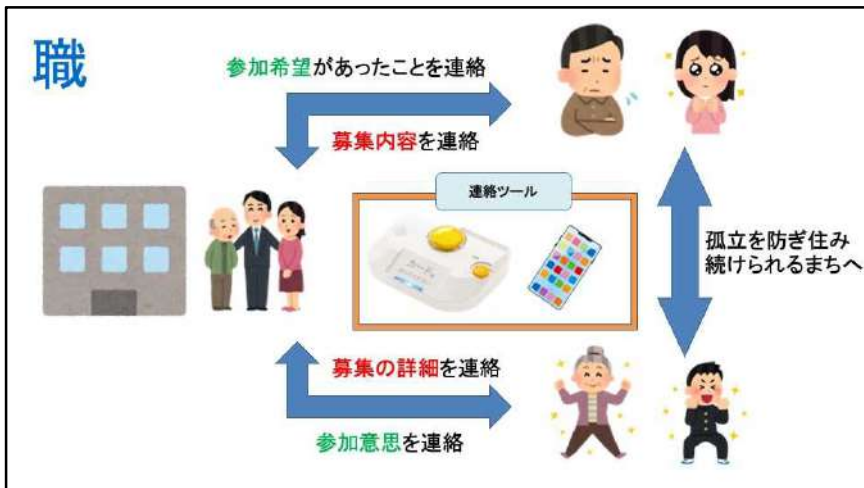 職
参加希望があったことを連絡
募集内容を連絡
連絡ツール
孤立を防ぎ住み
続けられるまちへ
募集の詳細を連絡
参加意思を連絡